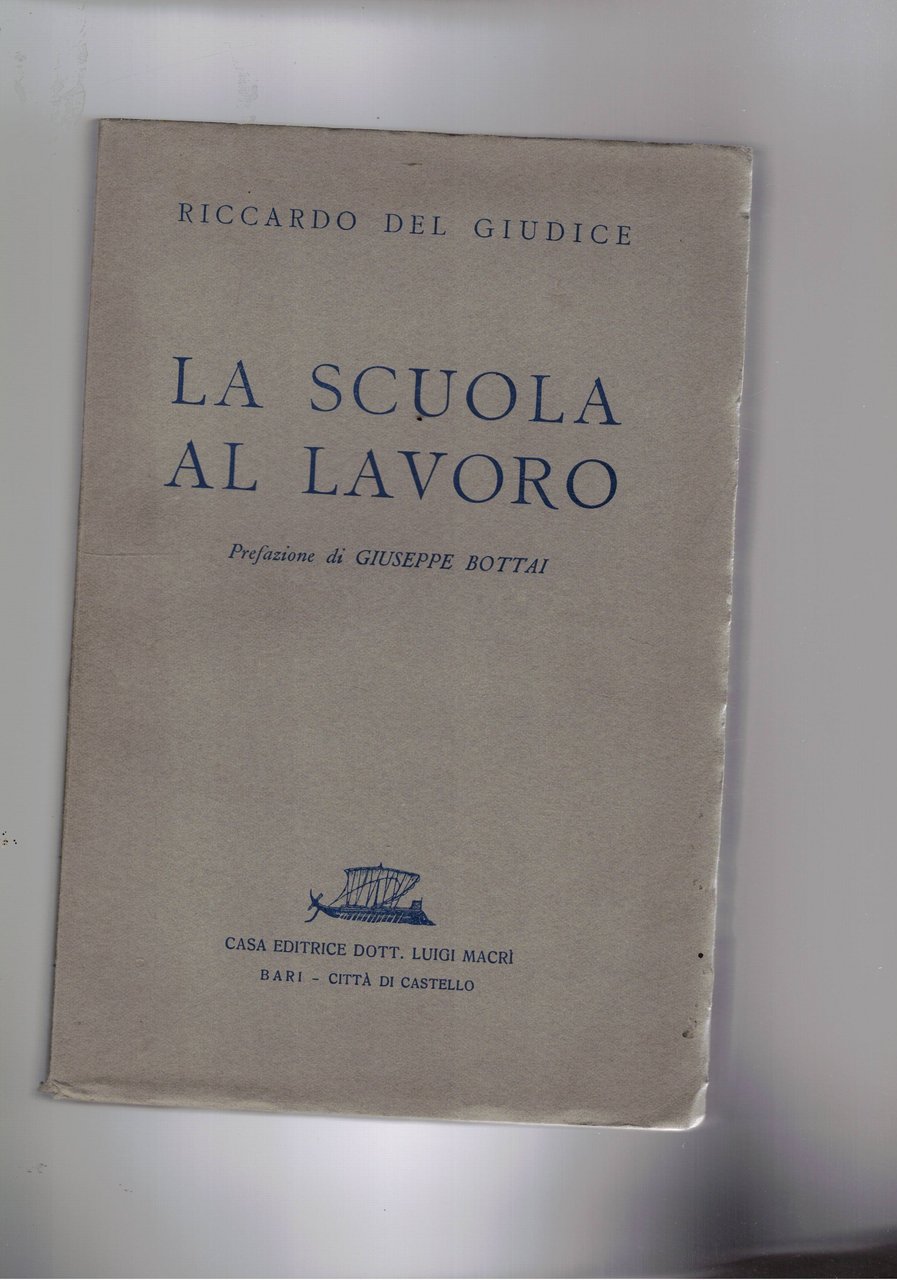 RICCARDO DEL GIUDICE
LA SCUOLA
AL LAVORO
Prefazione di GIUSEPPE BOTTAI
CASA EDITRICE DOTT. LUIGI MACRÌ
BARI - CITTÀ DI CASTELLO